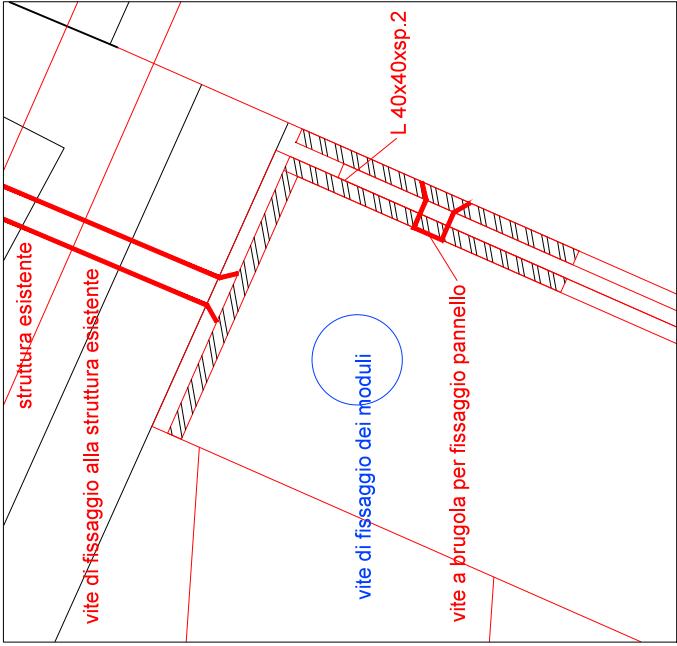 struttura esistente
vite di fissaggio alla struttura esistente
vite di fissaggio dei moduli
L 40x40xsp.2
vite a brugola per fissaggio pannello